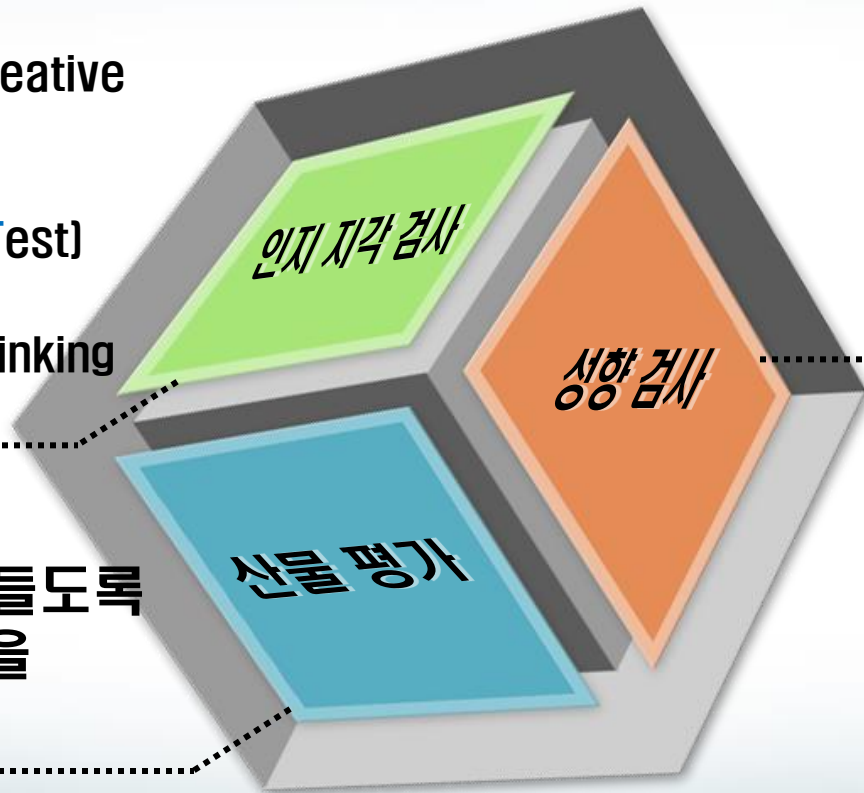 eative
인지 지각 검사
est)
inking
성향 검사
들도록
을
산물 평가